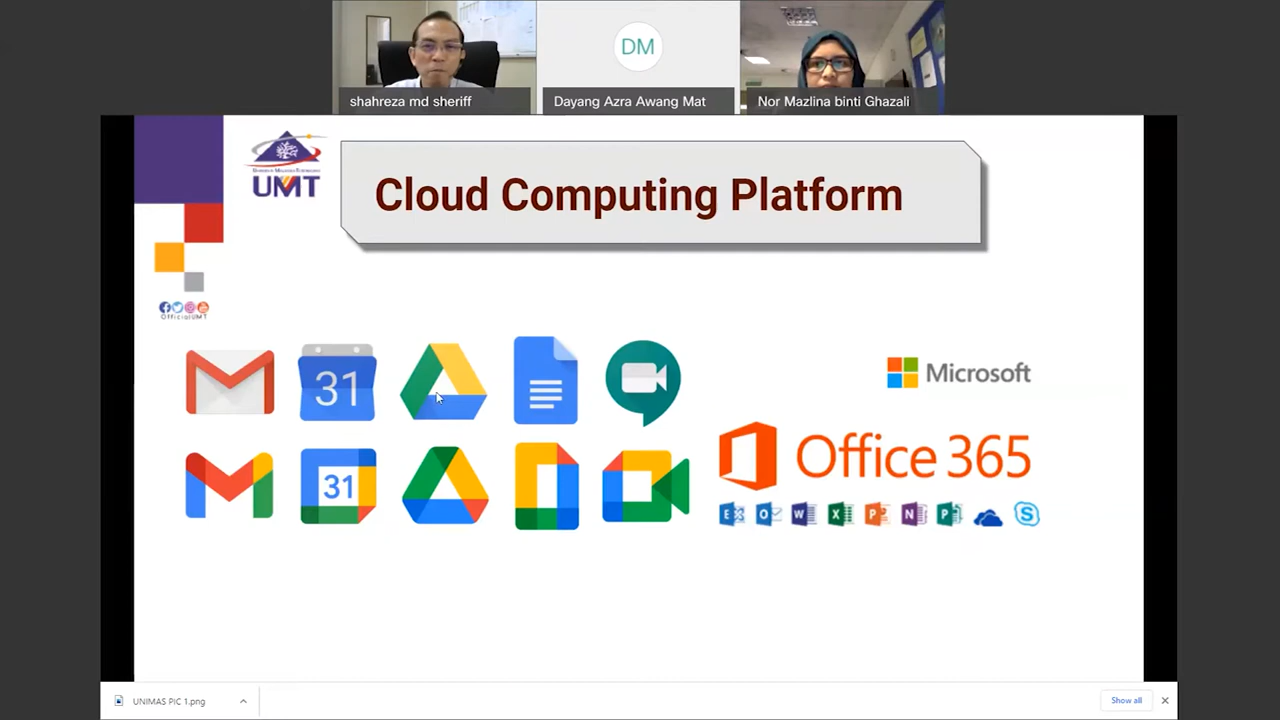 shahreza md sheriff
DM
Dayang Azra Awang Mat
Nor Mazlina binti Ghazali
UMT
Cloud Computing Platform
OfficialUMT
31
Microsoft
31
Office 365
UNIMAS PIC 1.png
Show all